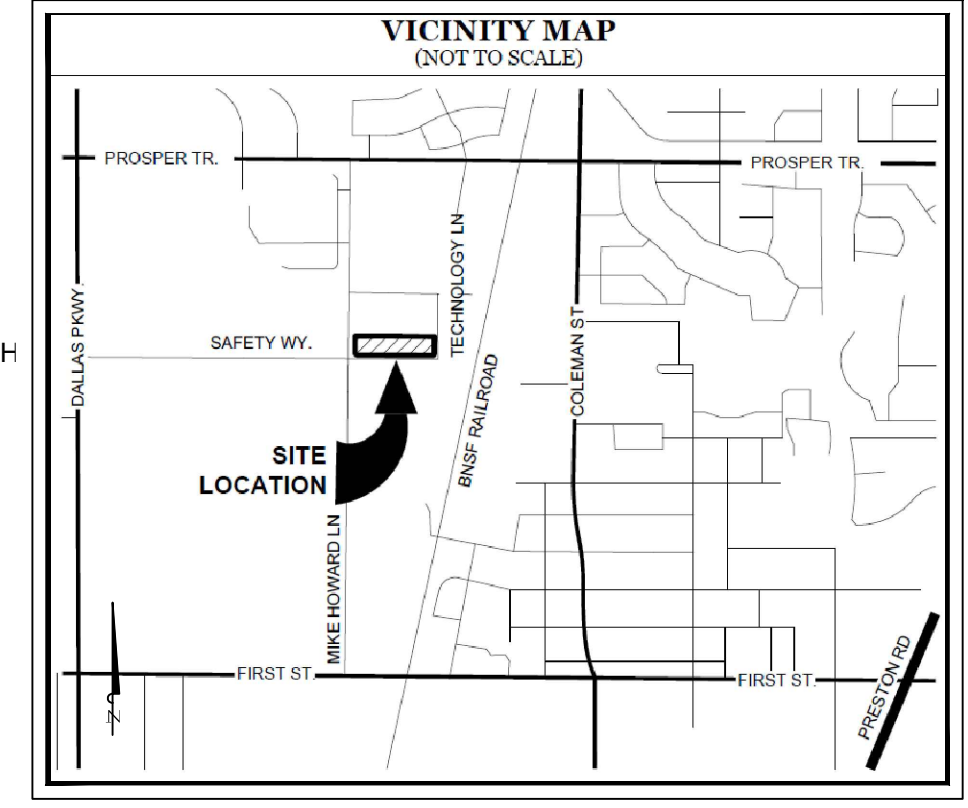 VICINITY MAP
(NOT TO SCALE)
PROSPER TR.
PROSPER TR.
TECHNOLOGY LN
DALLAS PKWY.
SAFETY WY.
COLEMAN ST
H
BNSF RAILROAD
SITE
LOCATION
MIKE HOWARD LN
FIRST ST.
FIRST ST.
PRESTON RD
N